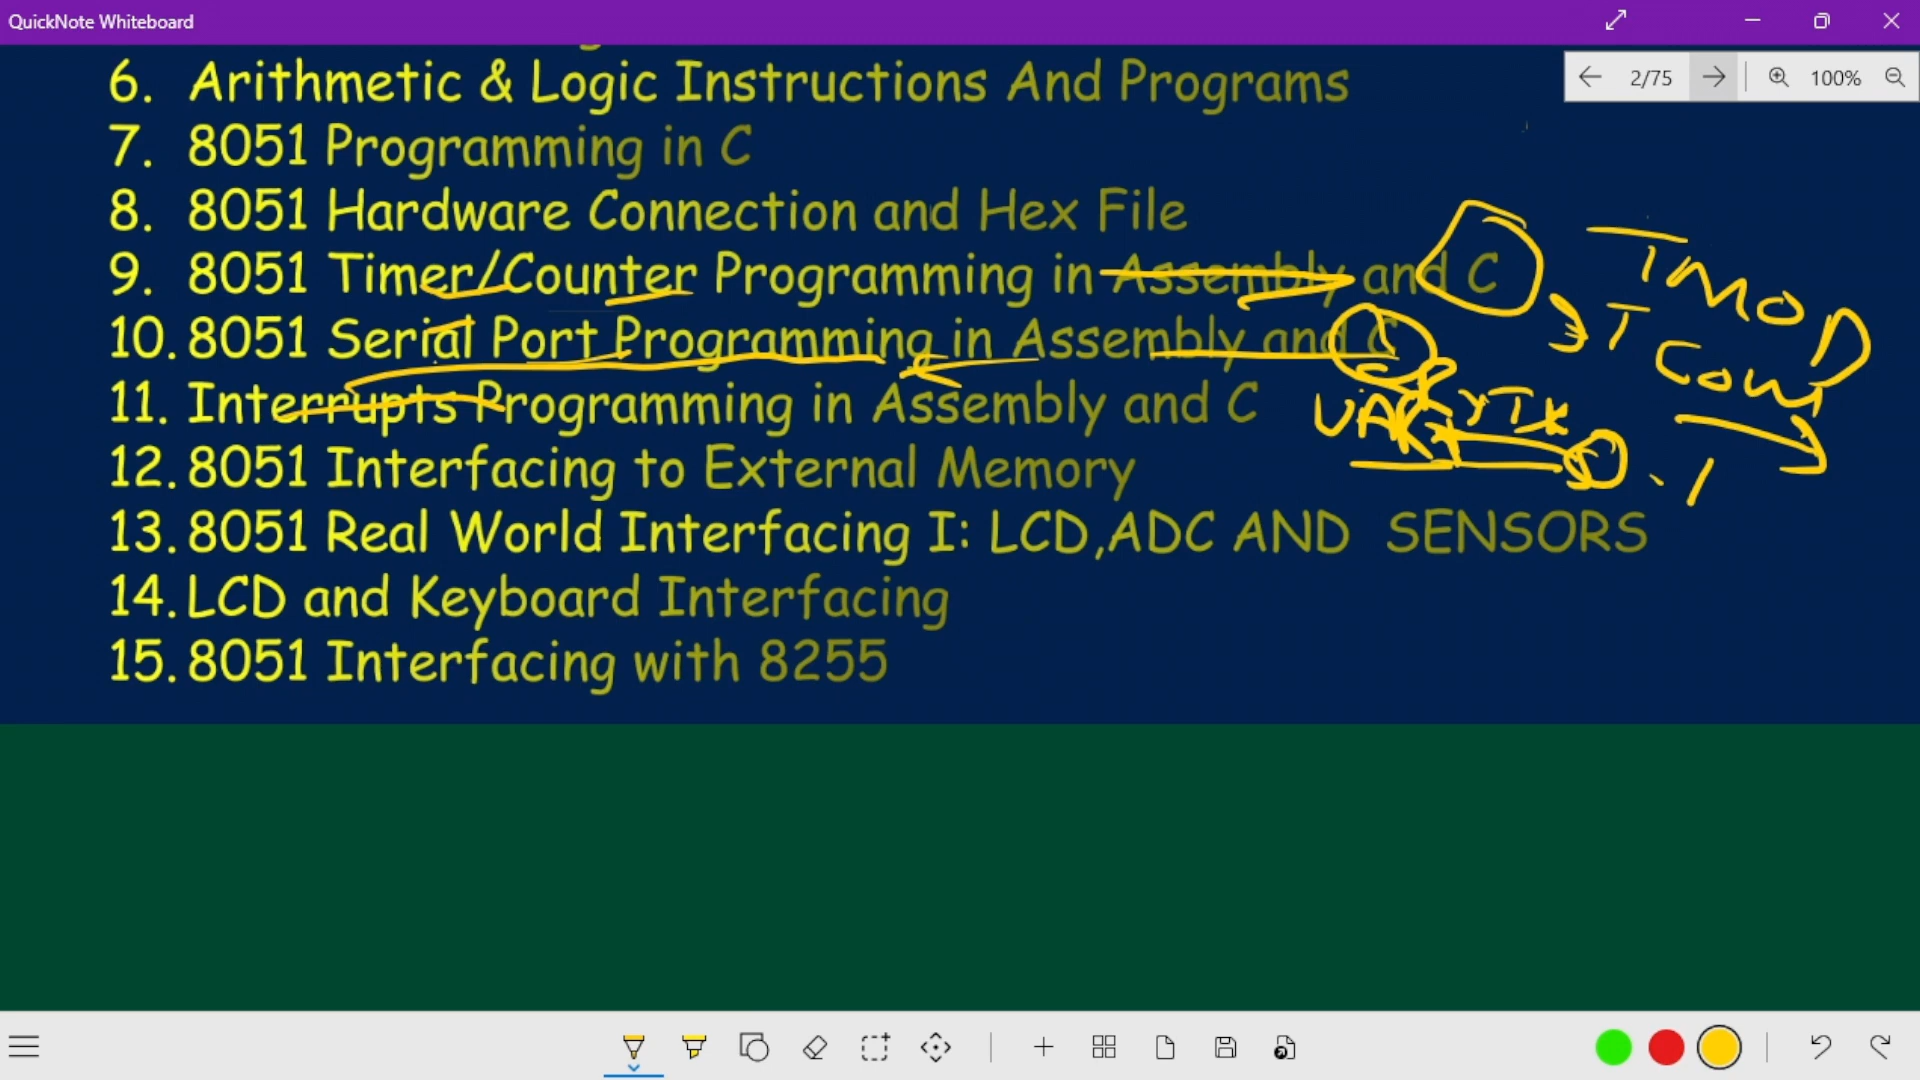 QuickNote Whiteboard
2/75
100%
6. Arithmetic & Logic Instructions And Programs
7. 8051 Programming in C
8. 8051 Hardware Connection and Hex File
9. 8051 Timer/Counter Programming in Assembly and C
10. 8051 Serial Port Programming in Assembly and C
11. Interrupts Programming in Assembly and C
12. 8051 Interfacing to External Memory
13. 8051 Real World Interfacing I: LCD,ADC AND SENSORS
14. LCD and Keyboard Interfacing
15. 8051 Interfacing with 8255
TMOD
T